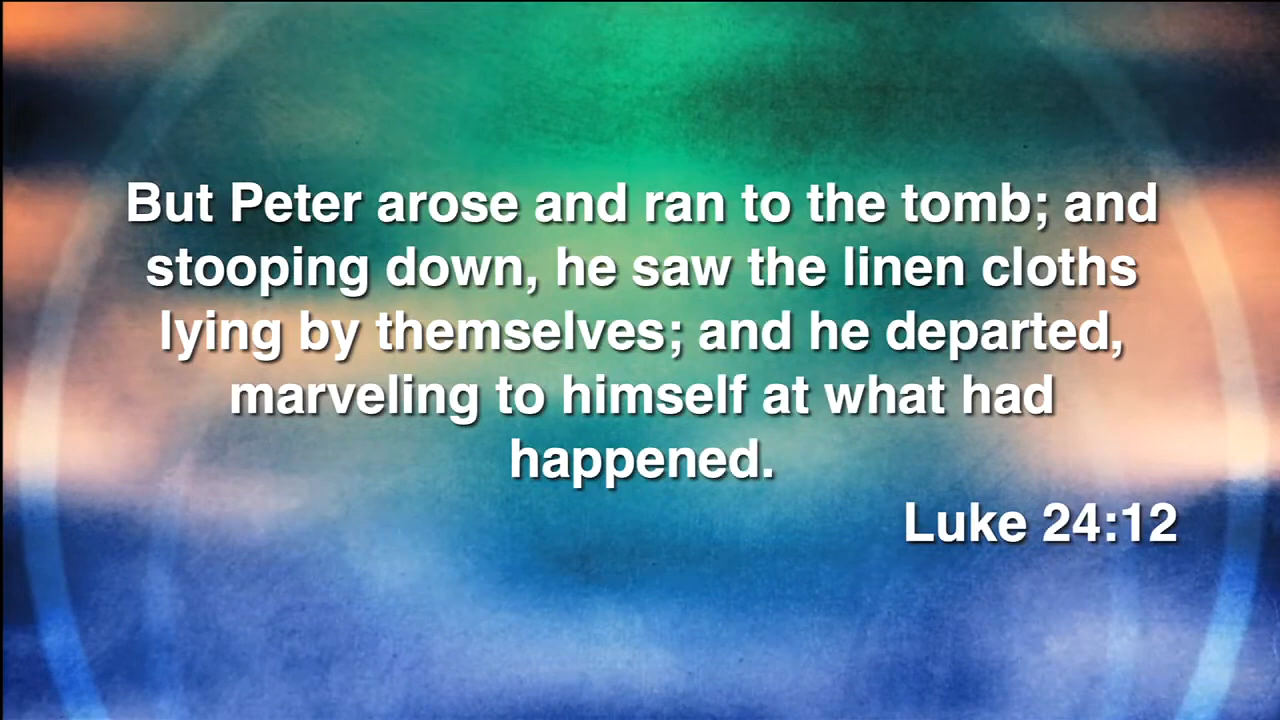 But Peter arose and ran to the tomb; and
stooping down, he saw the linen cloths
lying by themselves; and he departed,
marveling to himself at what had
happened.
Luke 24:12